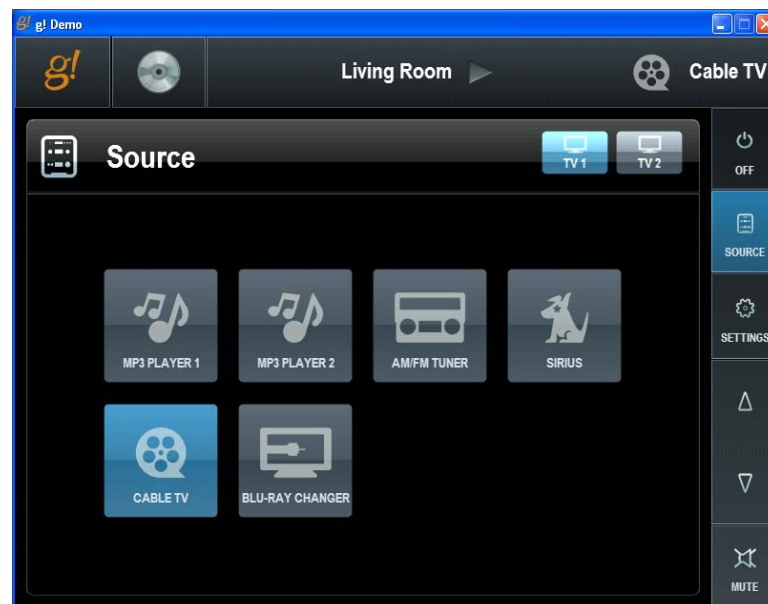 g! g! Demo
g!
Living Room
Cable TV
Source
TV 1
TV 2
OFF
SOURCE
SETTINGS
MP3 PLAYER 1
MP3 PLAYER 2
AM/FM TUNER
SIRIUS
CABLE TV
BLU-RAY CHANGER
MUTE